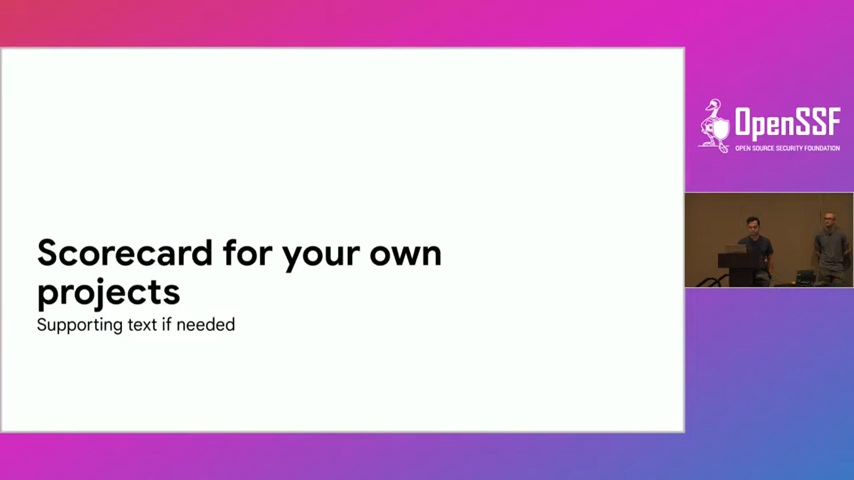 Scorecard for your own
projects
Supporting text if needed
OpenSSF
OPEN SOURCE SECURITY FOUNDATION